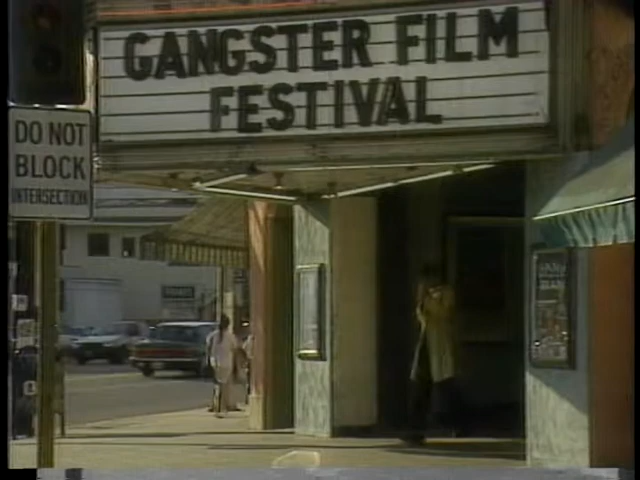 GANGSTER FILM
FESTIVAL
DO NOT
BLOCK
INTERSECTION